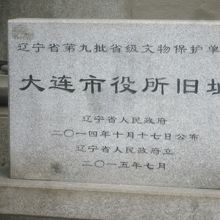 辽宁省第九批省级文物保护单
大连市役所旧址
辽宁省人民政府
二〇一四年十月十七日公布
辽宁省人民政府立
二〇一五年七月